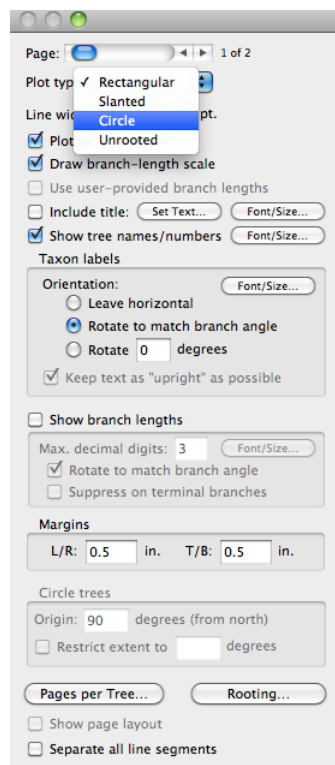 Page: 1 of 2
Plot typ ✓ Rectangular
Slanted
Line wi Circle pt.
Plot Unrooted
Draw branch-length scale
Use user-provided branch lengths
Include title: Set Text... Font/Size...
Show tree names/numbers Font/Size...
Taxon labels
Orientation: Font/Size...
Leave horizontal
Rotate to match branch angle
Rotate 0 degrees
Keep text as "upright" as possible
Show branch lengths
Max. decimal digits: 3 Font/Size...
Rotate to match branch angle
Suppress on terminal branches
Margins
L/R: 0.5 in. T/B: 0.5 in.
Circle trees
Origin: 90 degrees (from north)
Restrict extent to degrees
Pages per Tree... Rooting...
Show page layout
Separate all line segments